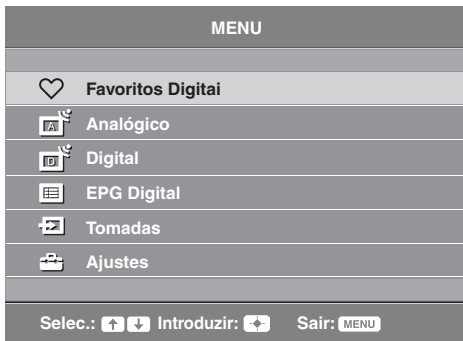 MENU
Favoritos Digitai
A Analógico
D Digital
EPG Digital
Tomadas
Ajustes
Selec.: Introduzir: Sair: MENU